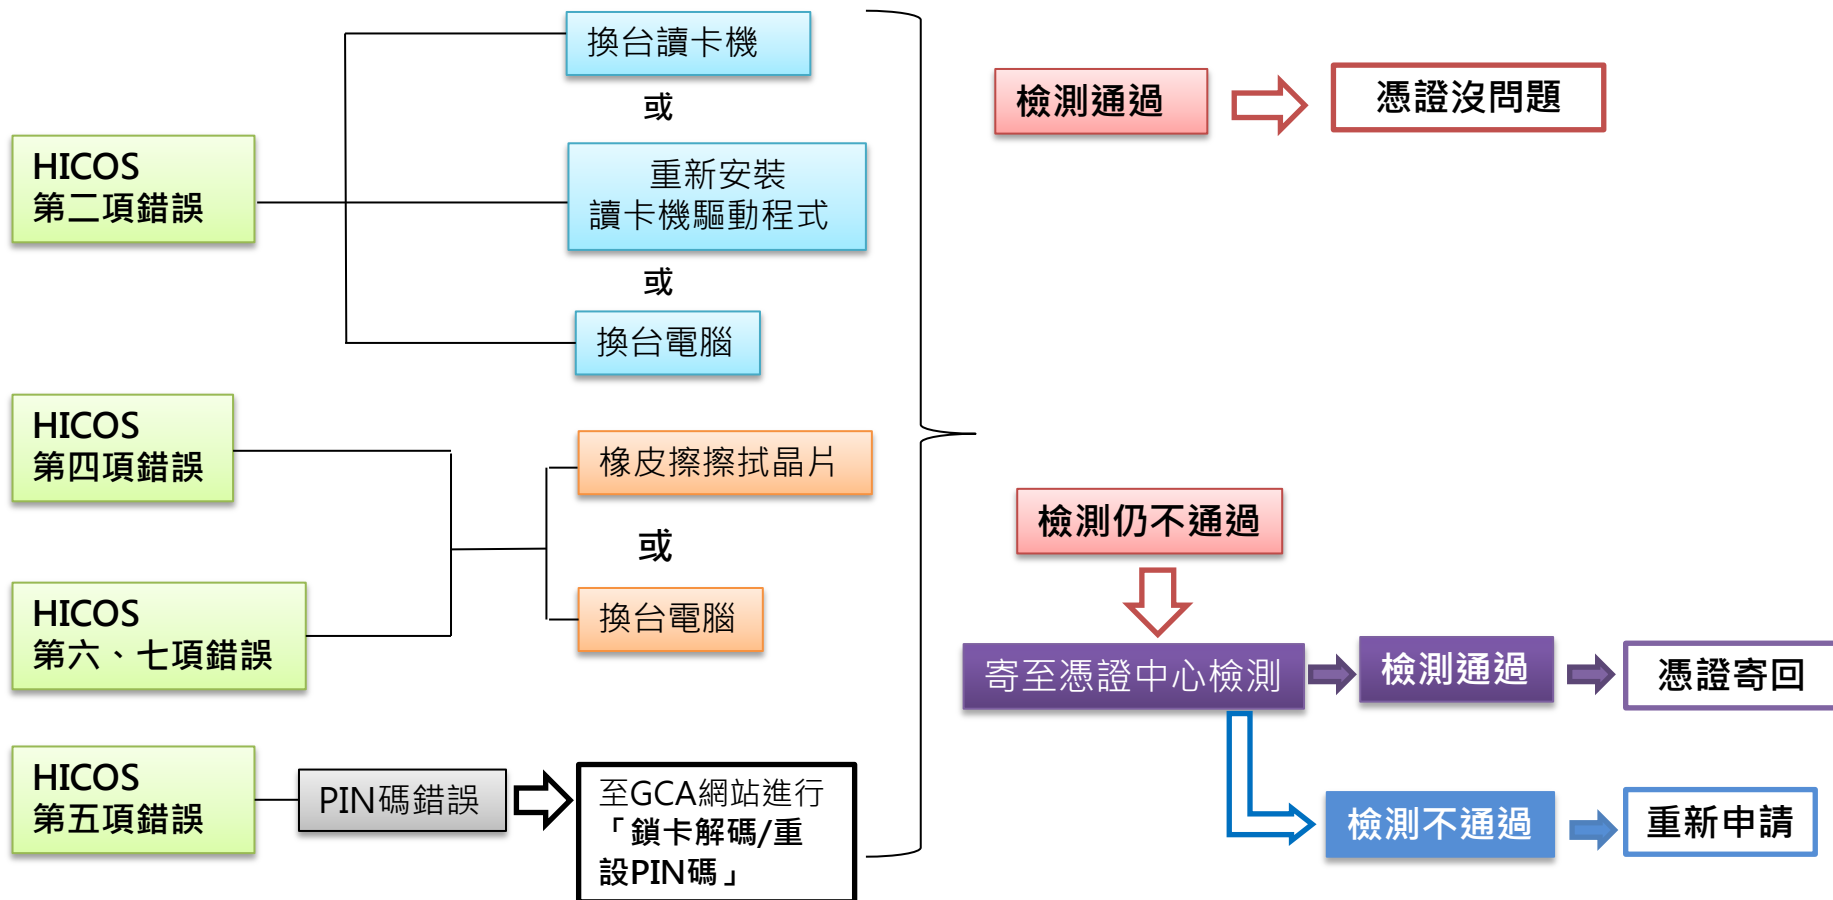 HICOS
第二項錯誤
換台讀卡機
或
重新安裝
讀卡機驅動程式
或
換台電腦
HICOS
第四項錯誤
HICOS
第六、七項錯誤
橡皮擦擦拭晶片
或
換台電腦
HICOS
第五項錯誤
PIN碼錯誤
至GCA網站進行
「鎖卡解碼/重
設PIN碼」
檢測通過
憑證沒問題
檢測仍不通過
寄至憑證中心檢測
檢測通過
憑證寄回
檢測不通過
重新申請